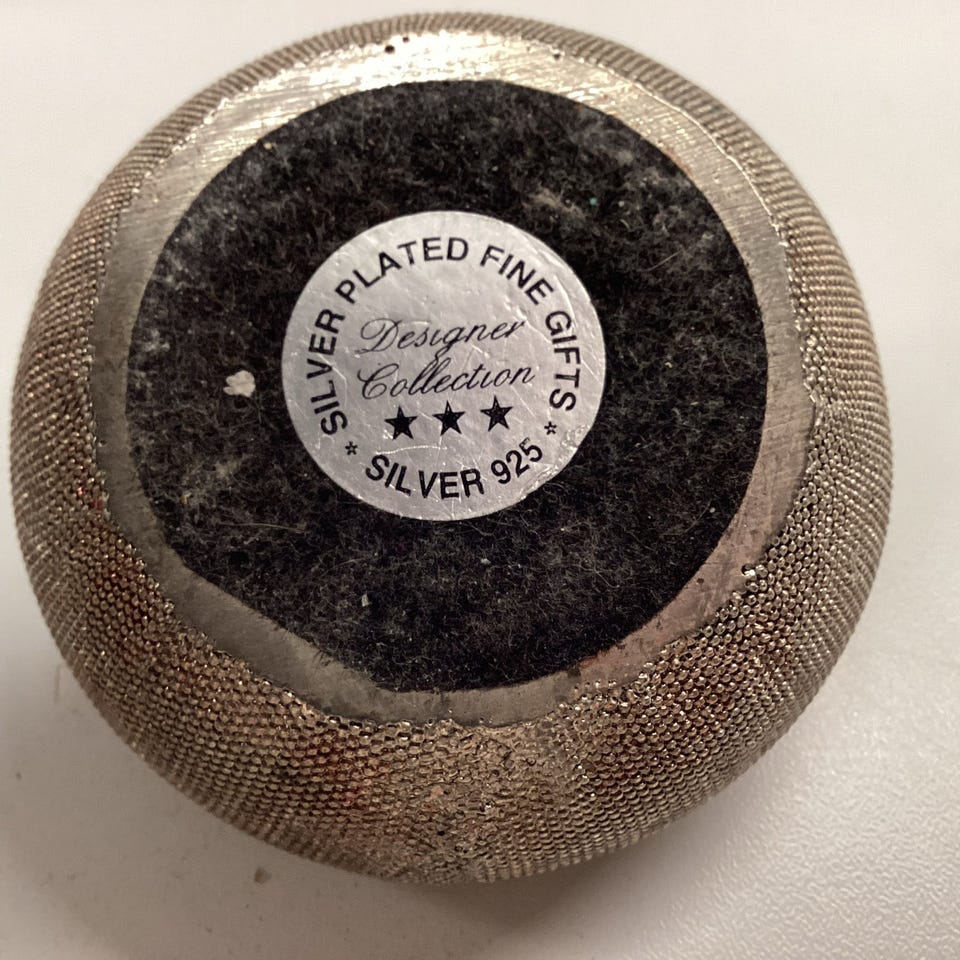 SILVER PLATED FINE GIFTS
Designer
Collection
★ ★ ★
* SILVER 925 *